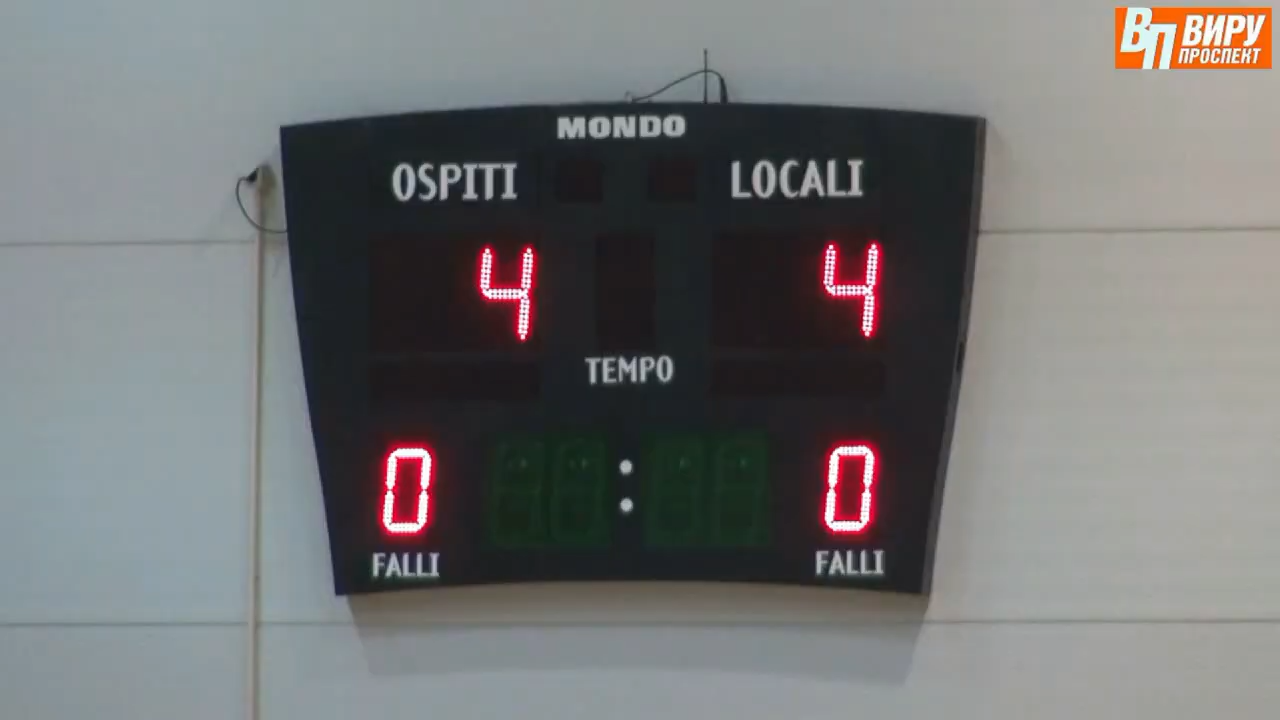 ВП ВИРУ
ПРОСПЕКТ
MONDO
OSPITI LOCALI
4 4
TEMPO
0 : 0
FALLI FALLI